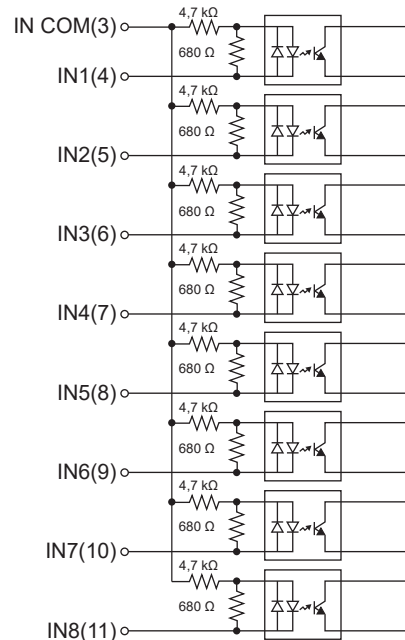 4,7 kΩ
IN COM(3)
680 Ω
IN1(4)
4,7 kΩ
680 Ω
IN2(5)
4,7 kΩ
680 Ω
IN3(6)
4,7 kΩ
680 Ω
IN4(7)
4,7 kΩ
680 Ω
IN5(8)
4,7 kΩ
680 Ω
IN6(9)
4,7 kΩ
680 Ω
IN7(10)
4,7 kΩ
680 Ω
IN8(11)